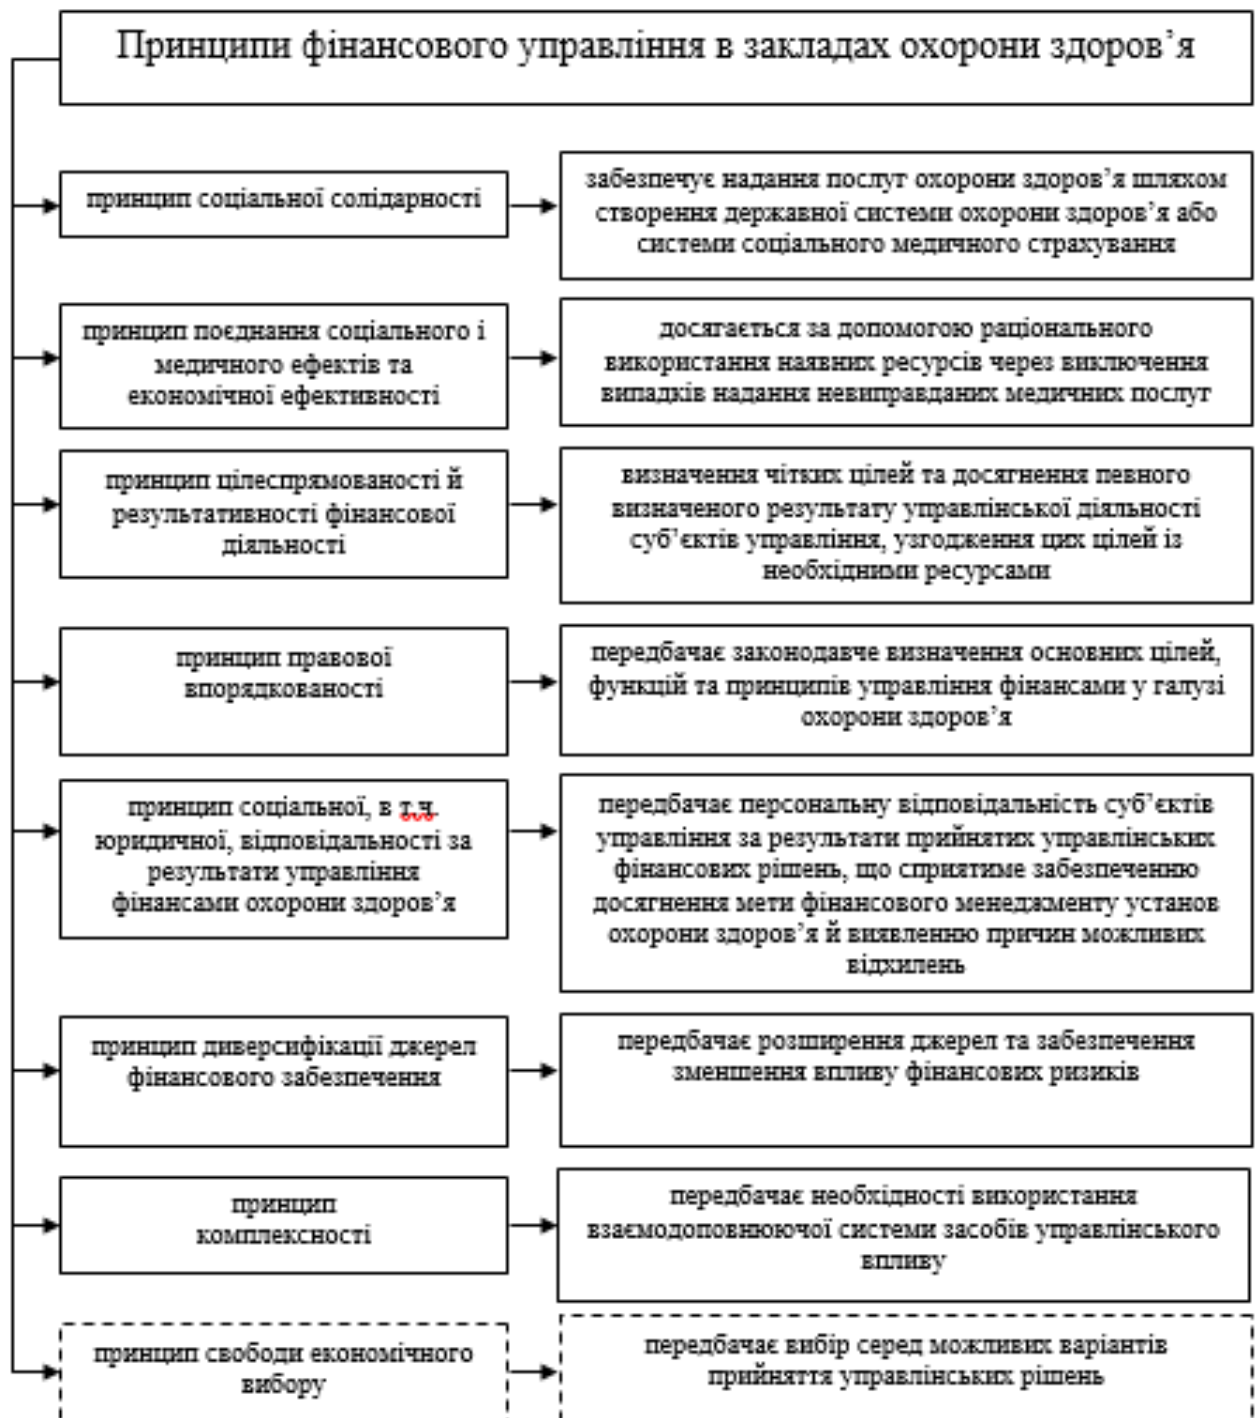 Принципи фінансового управління в закладах охорони здоров’я
принцип соціальної солідарності
забезпечує надання послуг охорони здоров’я шляхом
створення державної системи охорони здоров’я або
системи соціального медичного страхування
принцип поєднання соціального і
медичного ефектів та
економічної ефективності
досягається за допомогою раціонального
використання наявних ресурсів через виключення
випадків надання невиправданих медичних послуг
принцип цілеспрямованості й
результативності фінансової
діяльності
визначення чітких цілей та досягнення певного
визначеного результату управлінської діяльності
суб’єктів управління, узгодження цих цілей із
необхідними ресурсами
принцип правової
впорядкованості
передбачає законодавче визначення основних цілей,
функцій та принципів управління фінансами у галузі
охорони здоров’я
принцип соціальної, в т.ч.
юридичної, відповідальності за
результати управління
фінансами охорони здоров’я
передбачає персональну відповідальність суб’єктів
управління за результати прийнятих управлінських
фінансових рішень, що сприятиме забезпеченню
досягнення мети фінансового менеджменту установ
охорони здоров’я й виявленню причин можливих
відхилень
принцип диверсифікації джерел
фінансового забезпечення
передбачає розширення джерел та забезпечення
зменшення впливу фінансових ризиків
принцип
комплексності
передбачає необхідності використання
взаємодоповнюючої системи засобів управлінського
впливу
принцип свободи економічного
вибору
передбачає вибір серед можливих варіантів
прийняття управлінських рішень